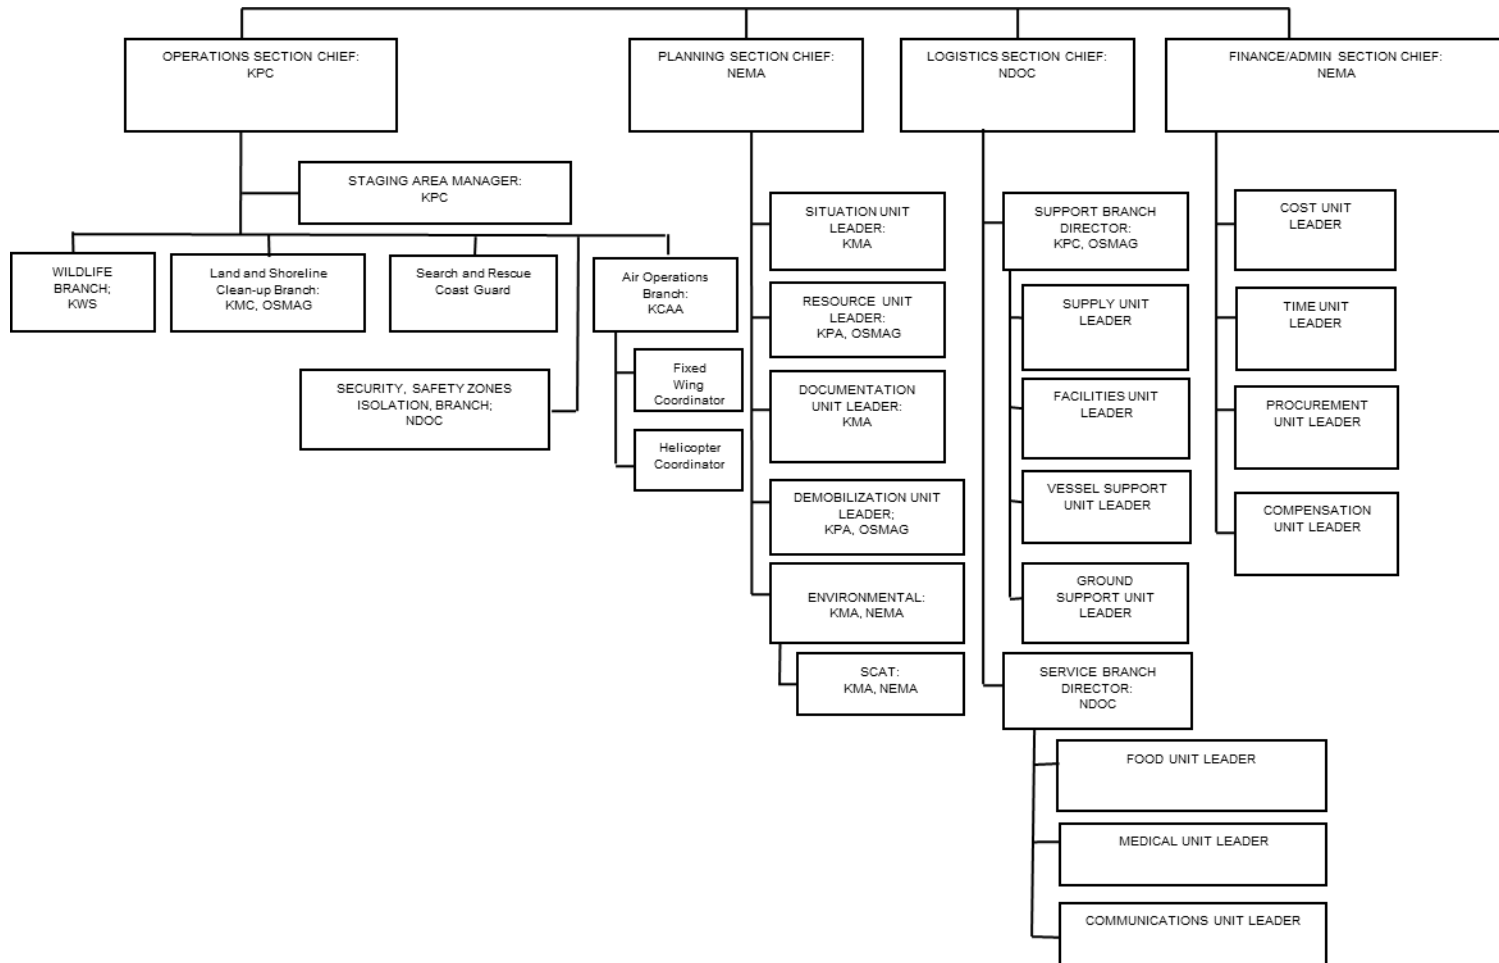 OPERATIONS SECTION CHIEF:
KPC
PLANNING SECTION CHIEF:
NEMA
LOGISTICS SECTION CHIEF:
NDOC
FINANCE/ADMIN SECTION CHIEF:
NEMA
STAGING AREA MANAGER:
KPC
WILDLIFE
BRANCH;
KWS
Land and Shoreline
Clean-up Branch:
KMC, OSMAG
Search and Rescue
Coast Guard
Air Operations
Branch:
KCAA
SECURITY, SAFETY ZONES
ISOLATION, BRANCH;
NDOC
Fixed
Wing
Coordinator
Helicopter
Coordinator
SITUATION UNIT
LEADER:
KMA
RESOURCE UNIT
LEADER:
KPA, OSMAG
DOCUMENTATION
UNIT LEADER:
KMA
DEMOBILIZATION UNIT
LEADER;
KPA, OSMAG
ENVIRONMENTAL:
KMA, NEMA
SCAT:
KMA, NEMA
SUPPORT BRANCH
DIRECTOR:
KPC, OSMAG
SUPPLY UNIT
LEADER
FACILITIES UNIT
LEADER
VESSEL SUPPORT
UNIT LEADER
GROUND
SUPPORT UNIT
LEADER
SERVICE BRANCH
DIRECTOR:
NDOC
FOOD UNIT LEADER
MEDICAL UNIT LEADER
COMMUNICATIONS UNIT LEADER
COST UNIT
LEADER
TIME UNIT
LEADER
PROCUREMENT
UNIT LEADER
COMPENSATION
UNIT LEADER